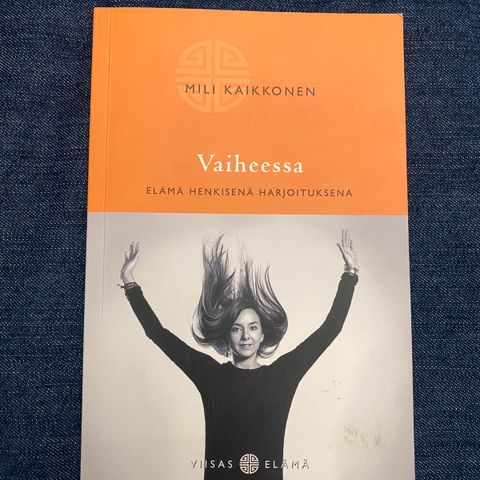 MILI KAIKKONEN
Vaiheessa
ELÄMÄ HENKISENÄ HARJOITUKSENA
VIISAS ELÄMÄ